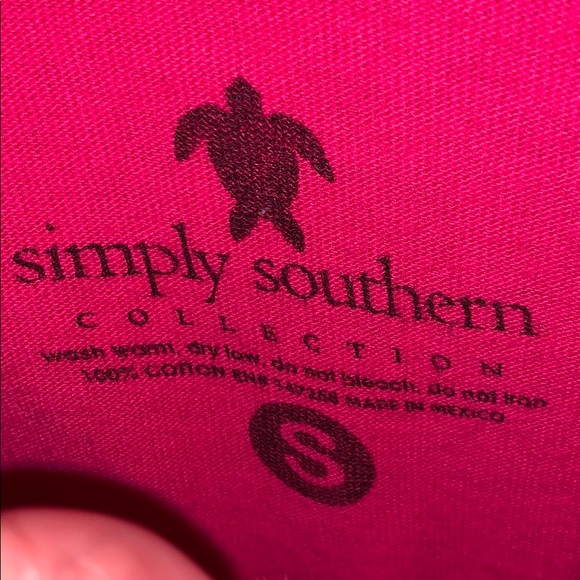 simply southern
COLLECTION
wash warm, dry low, do not bleach, do not iron
100% COTTON RN# MADE IN MEXICO
S